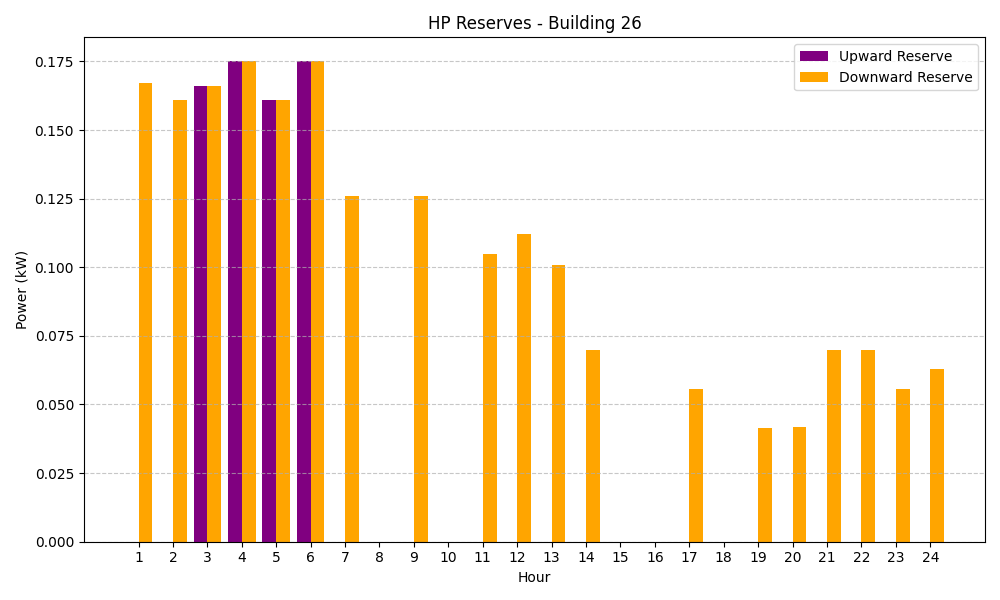 HP Reserves - Building 26
Upward Reserve
Downward Reserve
Power (kW)
0.175
0.150
0.125
0.100
0.075
0.050
0.025
0.000
1 2 3 4 5 6 7 8 9 10 11 12 13 14 15 16 17 18 19 20 21 22 23 24
Hour